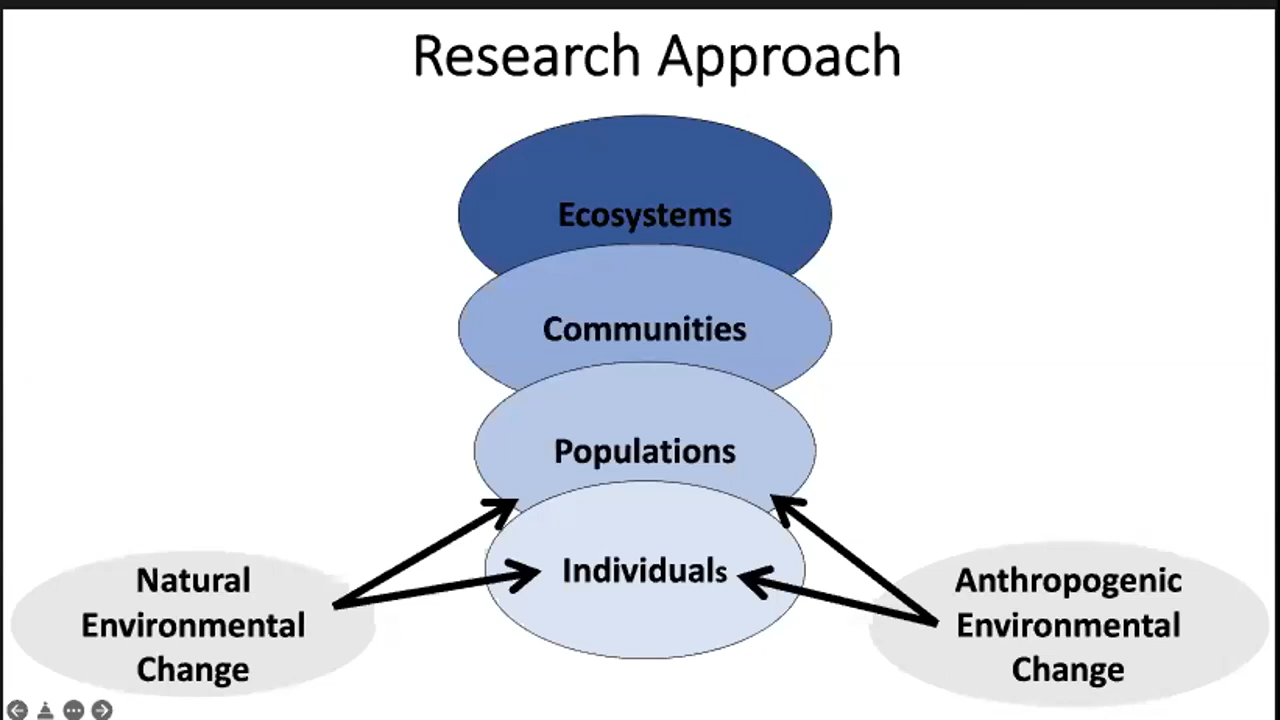 Research Approach
Ecosystems
Communities
Populations
Individuals
Natural
Environmental
Change
Anthropogenic
Environmental
Change